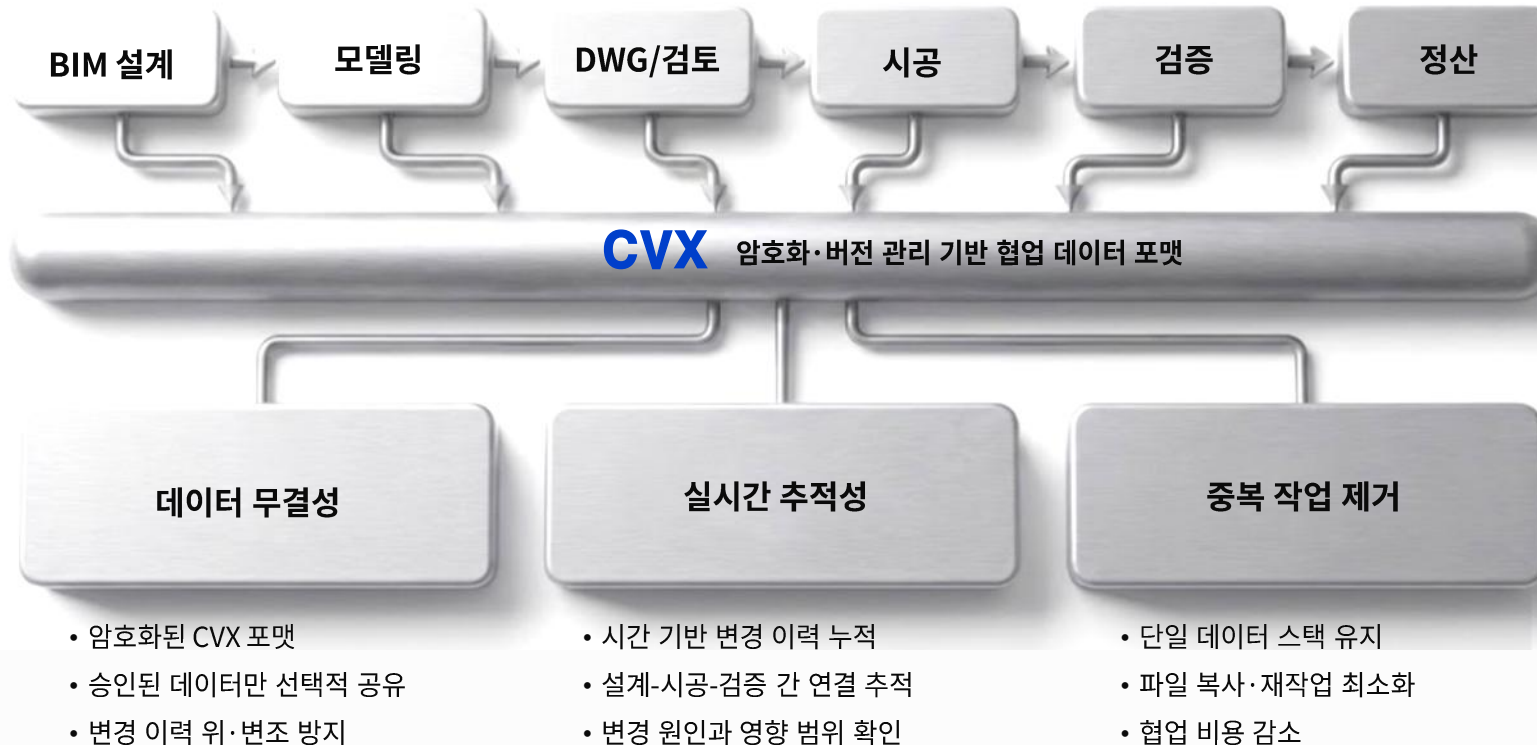 BIM 설계
모델링
DWG/검토
시공
검증
정산
CVX 암호화·버전 관리 기반 협업 데이터 포맷
데이터 무결성
실시간 추적성
중복 작업 제거
• 암호화된 CVX 포맷
• 승인된 데이터만 선택적 공유
• 변경 이력 위·변조 방지
• 시간 기반 변경 이력 누적
• 설계-시공-검증 간 연결 추적
• 변경 원인과 영향 범위 확인
• 단일 데이터 스택 유지
• 파일 복사·재작업 최소화
• 협업 비용 감소